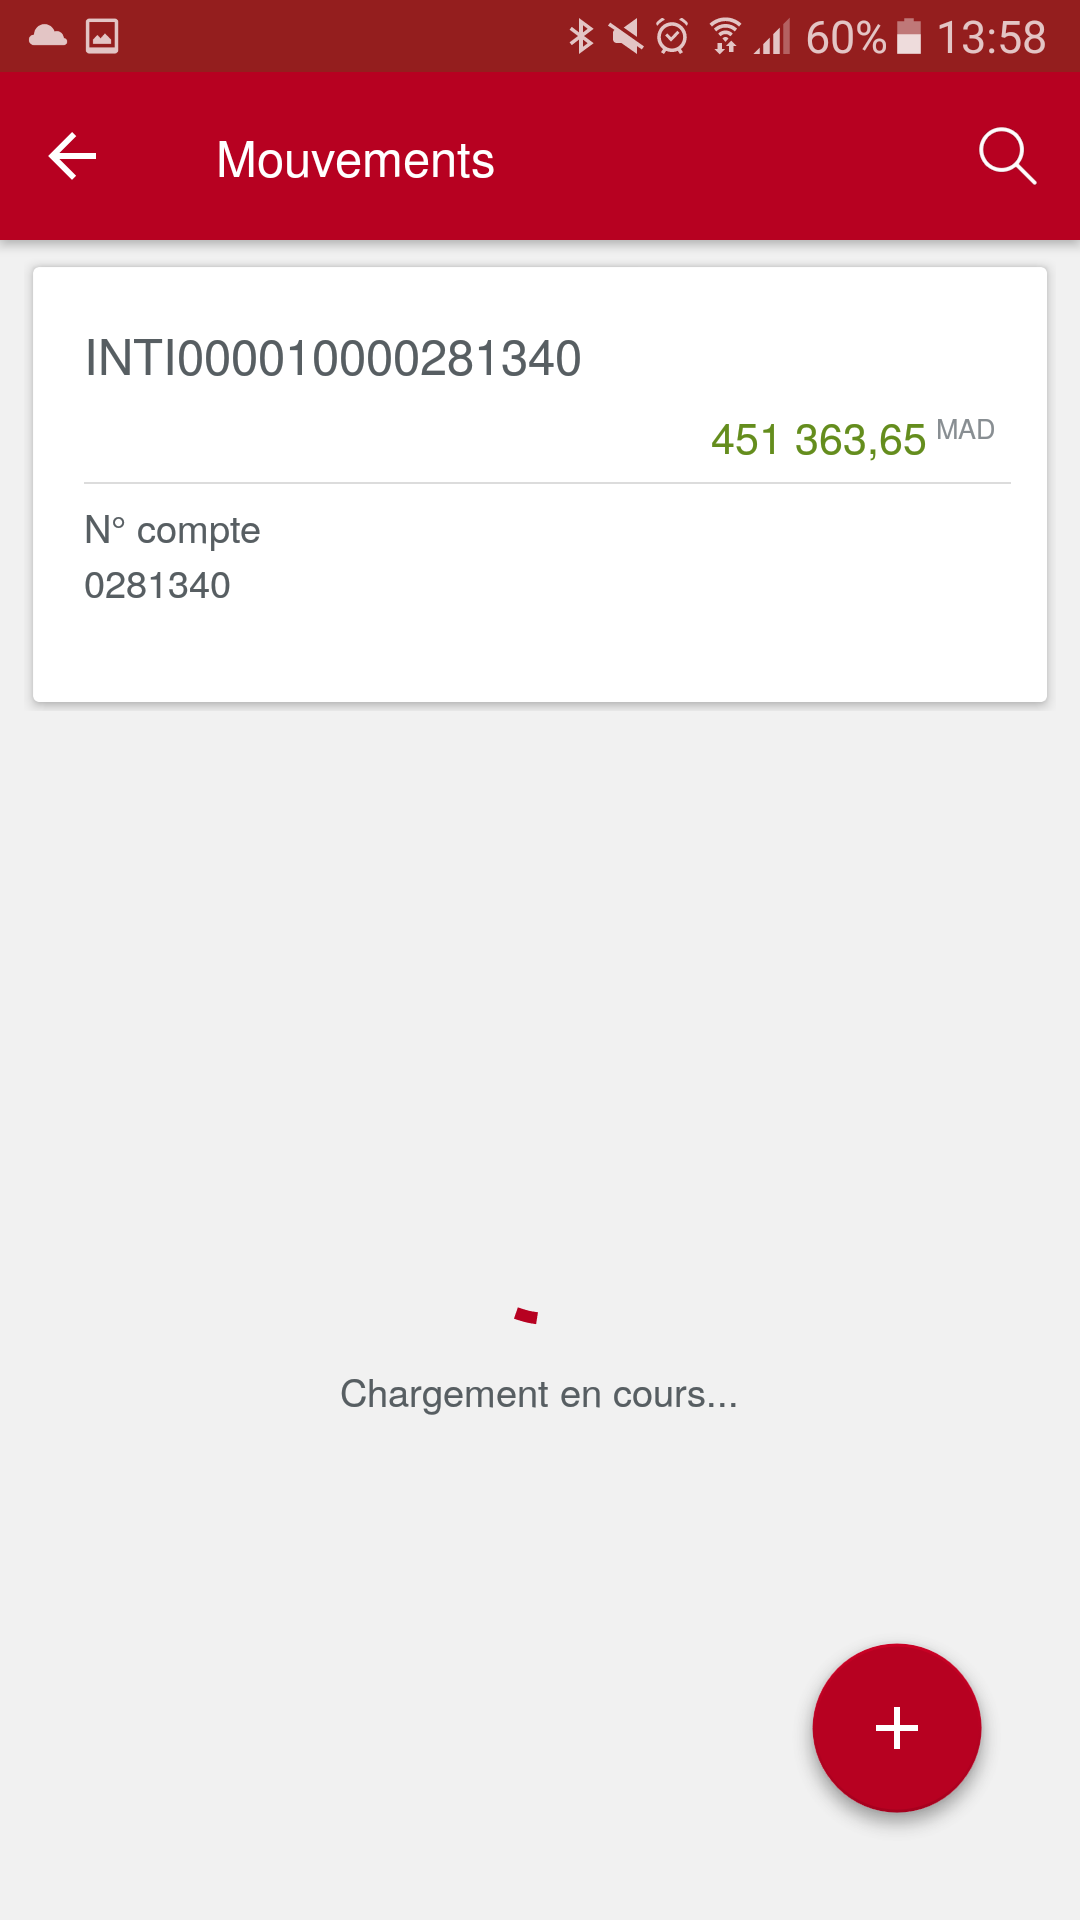 60% 13:58
Mouvements
INTI000010000281340
451 363,65 MAD
N° compte
0281340
Chargement en cours...